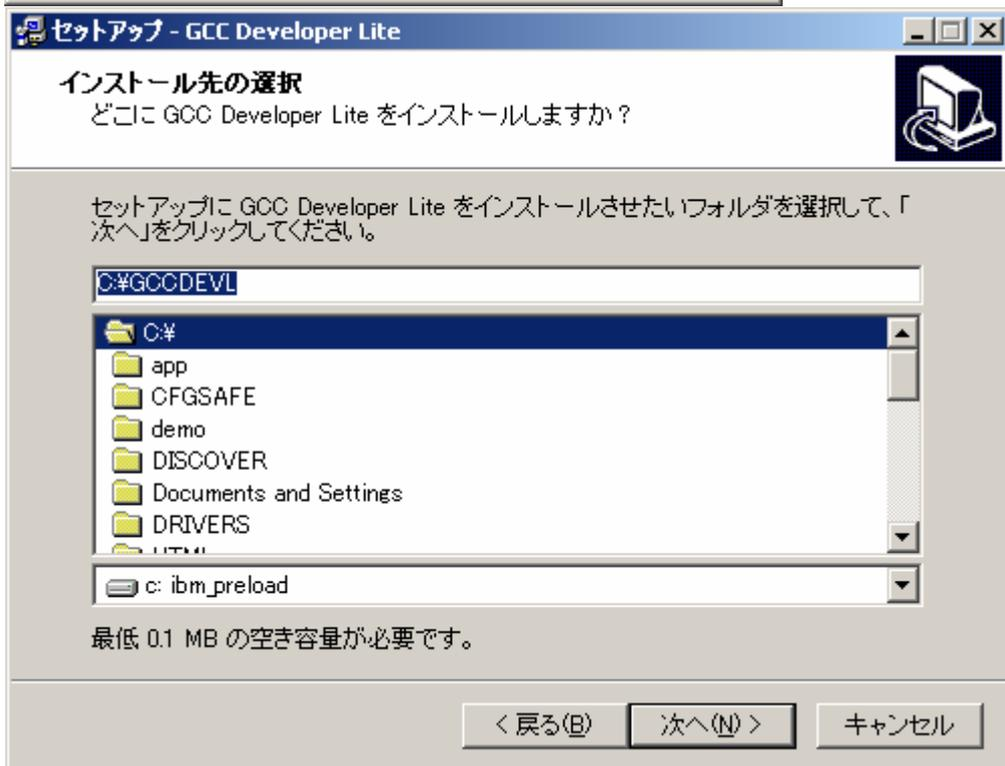 セットアップ - GCC Developer Lite
インストール先の選択
どこに GCC Developer Lite をインストールしますか？
セットアップに GCC Developer Lite をインストールさせたいフォルダを選択して、「
次へ」をクリックしてください。
C:¥GCCDEVL
C:¥
app
CFGSAFE
demo
DISCOVER
Documents and Settings
DRIVERS
c: ibm_preload
最低 0.1 MB の空き容量が必要です。
< 戻る(B) 次へ(N) > キャンセル